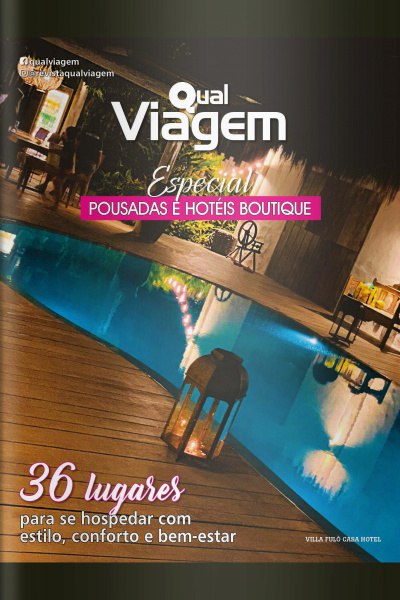 qualviagem
@arevistaqualviagem
Qual
Viagem
Especial
POUSADAS E HOTÉIS BOUTIQUE
36 lugares
para se hospedar com
estilo, conforto e bem-estar
VILLA FULÔ CASA HOTEL